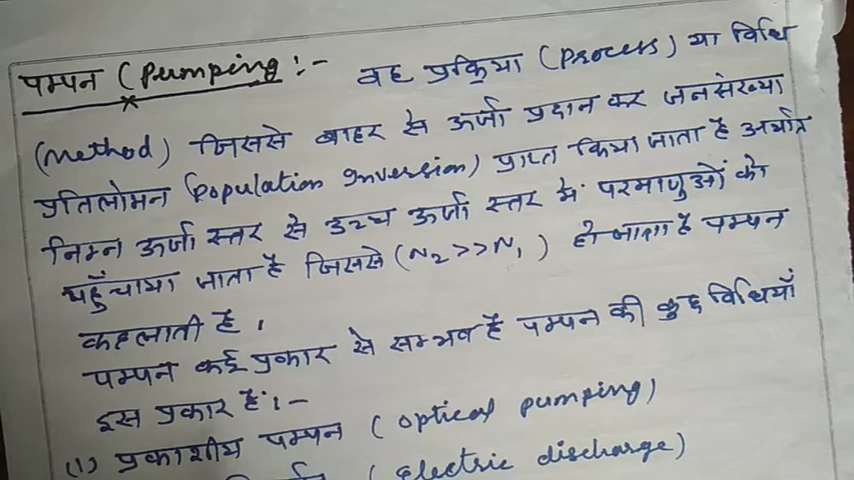 पम्पन (Pumping :- वह प्रक्रिया (Process) या विधि
(Method) जिससे बाहर से ऊर्जा प्रदान कर जनसंख्या
प्रतिलोमन (Population Inversion) प्राप्त किया जाता है अर्थात
निम्न ऊर्जा स्तर से उच्च ऊर्जा स्तर में परमाणुओं को
पहुँचाया जाता है जिससे (N₂>>N₁) हो जाता है पम्पन
कहलाती है ।
पम्पन कई प्रकार से सम्भव है पम्पन की कुछ विधियाँ
इस प्रकार हैं।-
(1) प्रकाशीय पम्पन (Optical pumping)
(Electric discharge)